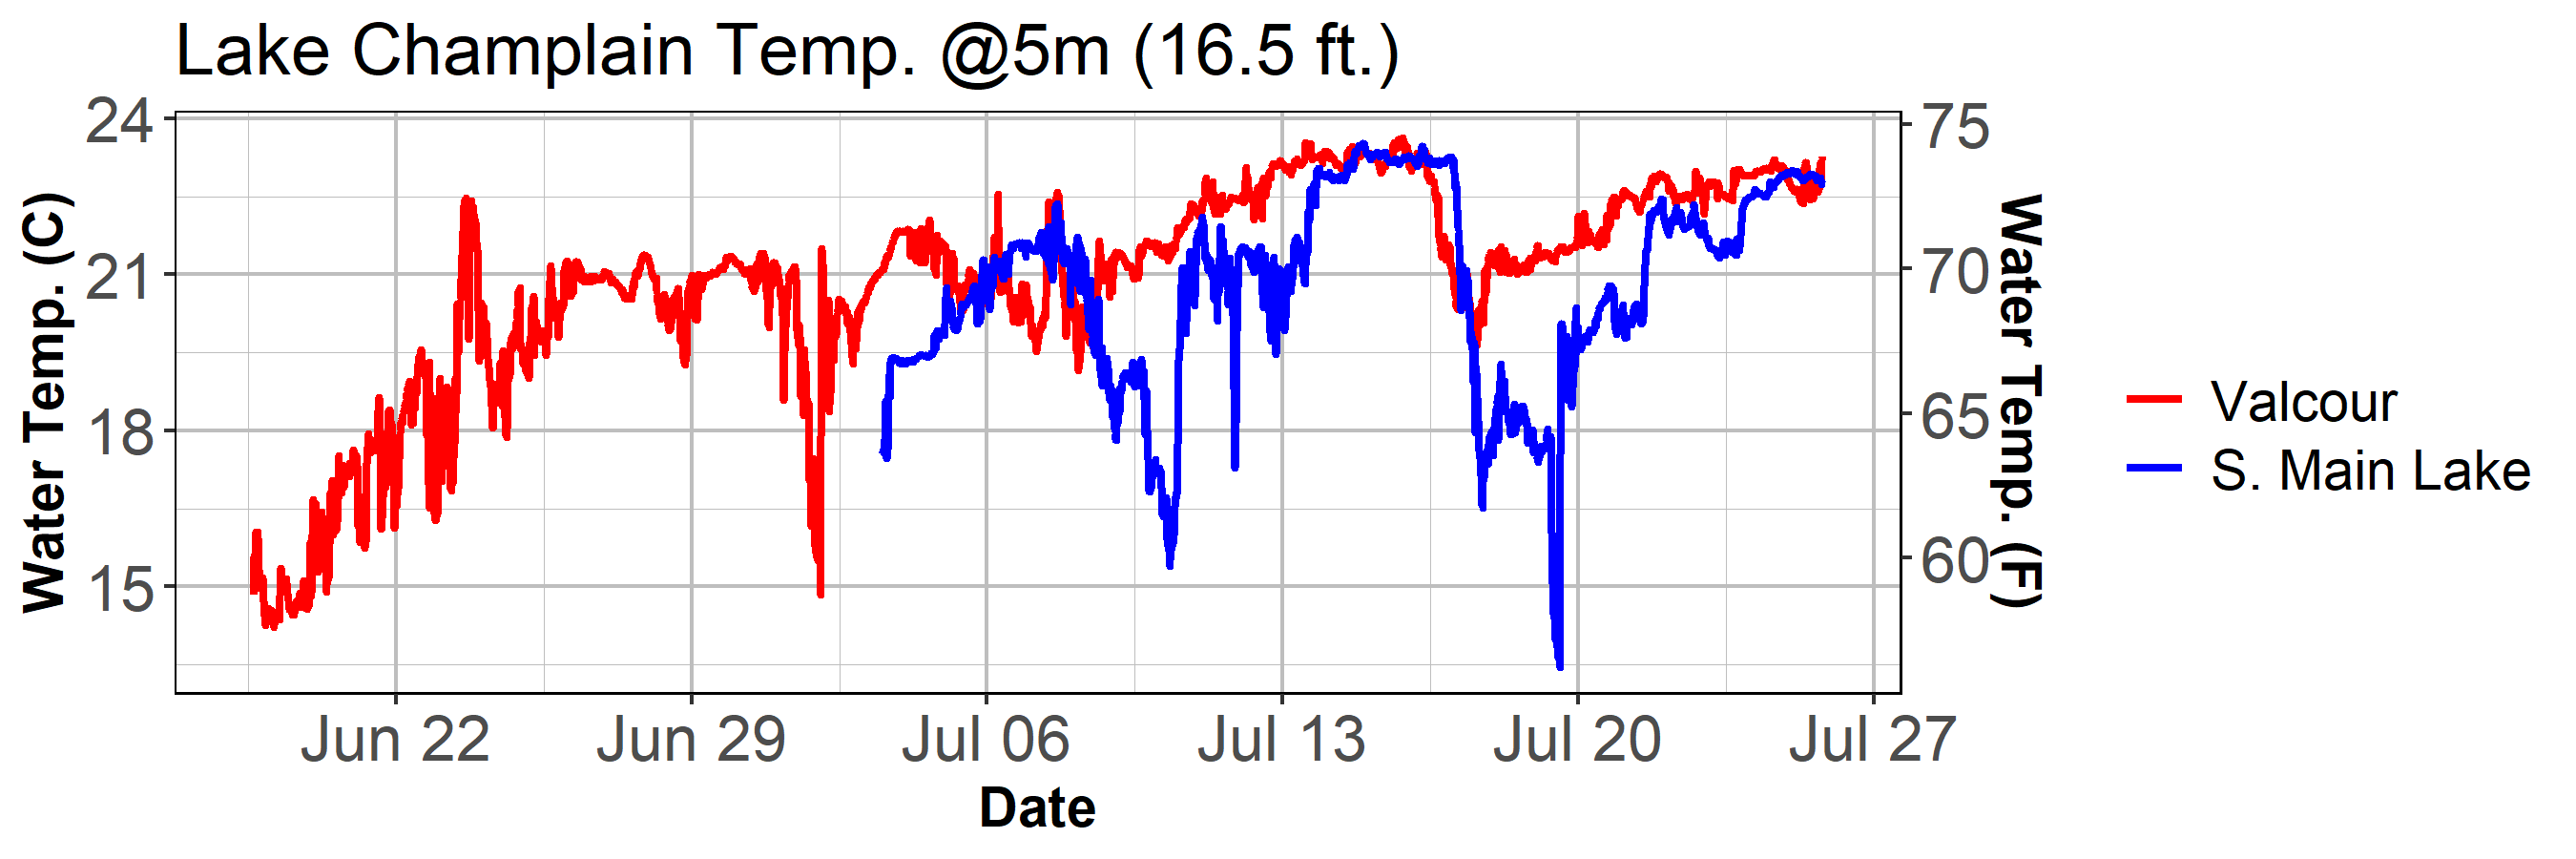 Lake Champlain Temp. @5m (16.5 ft.)
Water Temp. (C)
24
21
18
15
75
70
65
60
Water Temp. (F)
Jun 22
Jun 29
Jul 06
Jul 13
Jul 20
Jul 27
Date
Valcour
S. Main Lake